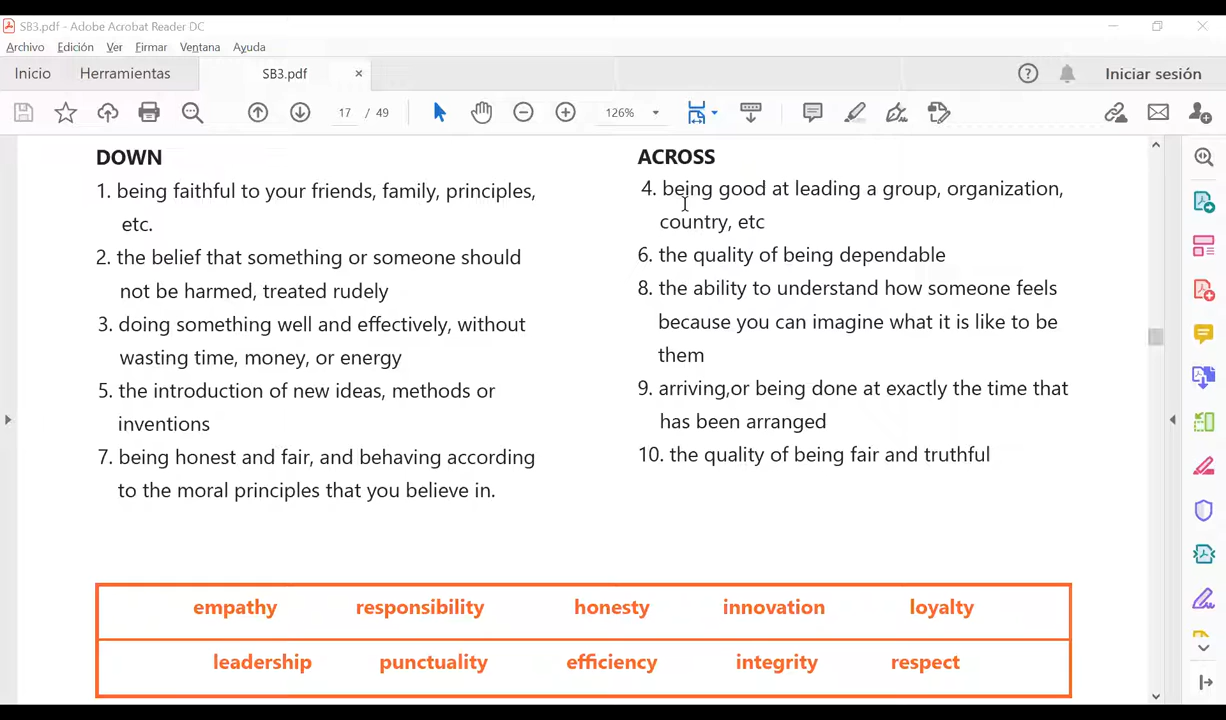 SB3.pdf - Adobe Acrobat Reader DC
Archivo Edición Ver Firmar Ventana Ayuda
Inicio Herramientas SB3.pdf × Iniciar sesión
17 / 49 126%
DOWN
1. being faithful to your friends, family, principles,
etc.
2. the belief that something or someone should
not be harmed, treated rudely
3. doing something well and effectively, without
wasting time, money, or energy
5. the introduction of new ideas, methods or
inventions
7. being honest and fair, and behaving according
to the moral principles that you believe in.
ACROSS
4. being good at leading a group, organization,
country, etc
6. the quality of being dependable
8. the ability to understand how someone feels
because you can imagine what it is like to be
them
9. arriving,or being done at exactly the time that
has been arranged
10. the quality of being fair and truthful
empathy responsibility honesty innovation loyalty
leadership punctuality efficiency integrity respect